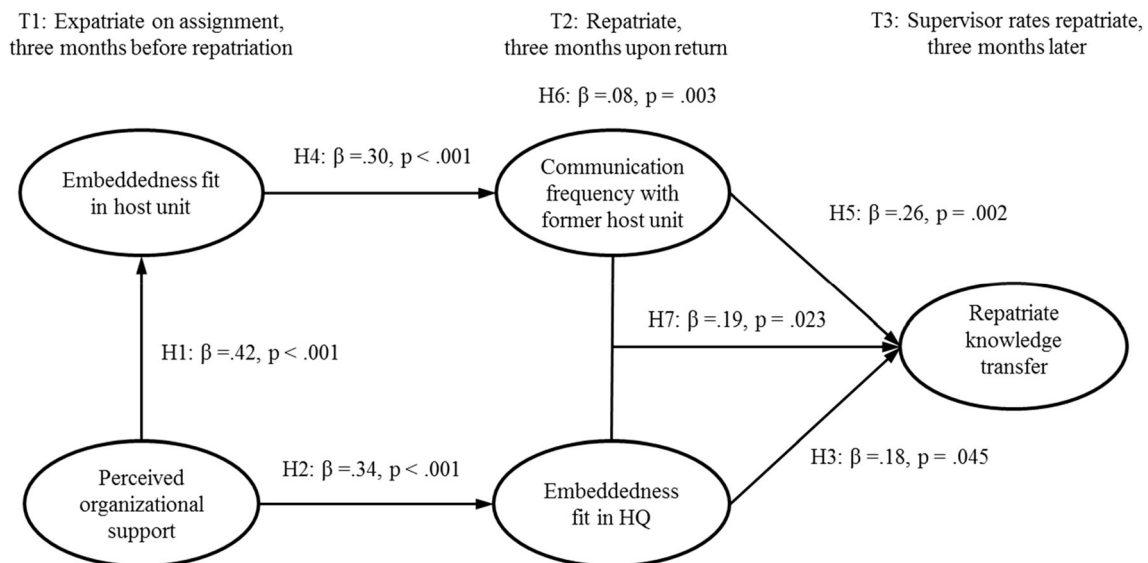 T1: Expatriate on assignment,
three months before repatriation
T2: Repatriate,
three months upon return
T3: Supervisor rates repatriate,
three months later
H6: β =.08, p = .003
Embeddedness fit
in host unit
H4: β =.30, p < .001
Communication
frequency with
former host unit
H5: β =.26, p = .002
H1: β =.42, p < .001
H7: β =.19, p = .023
Repatriate
knowledge
transfer
Perceived
organizational
support
H2: β =.34, p < .001
Embeddedness
fit in HQ
H3: β =.18, p = .045